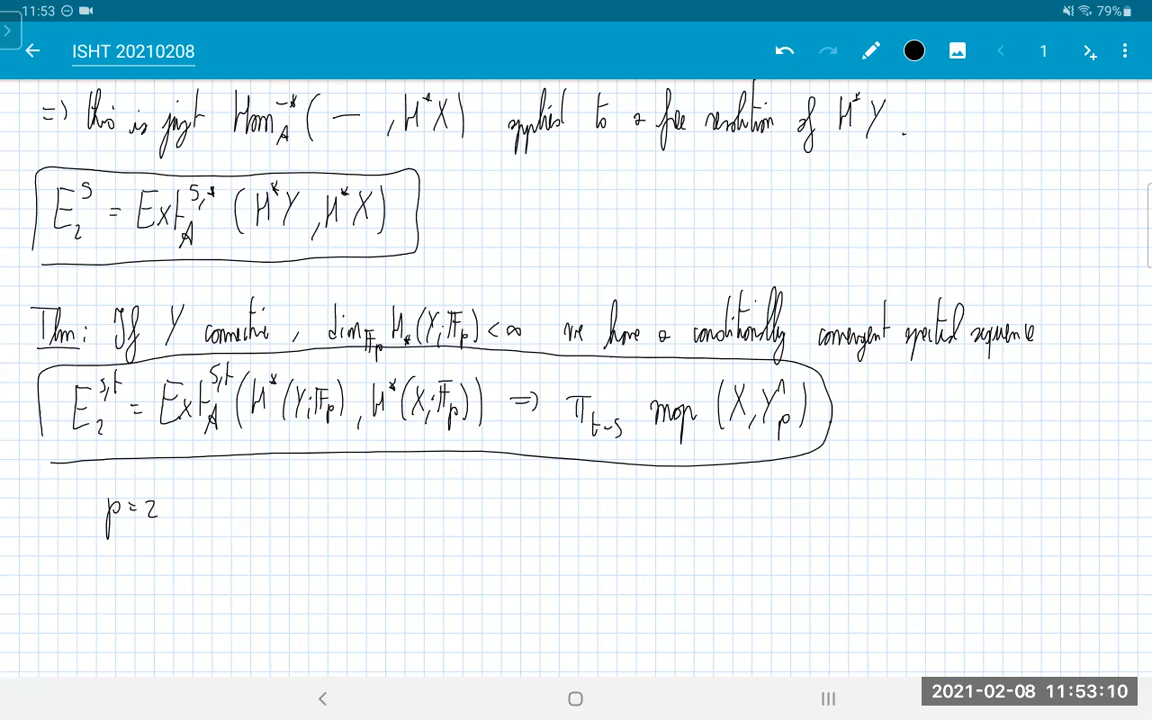 11:53 79%
ISHT 20210208 1
=> this is just Hom_A^{-*}( — , H^*X) applied to a free resolution of H^*Y.
E_2^s = Ext_A^{s,*}(H^*Y, H^*X)
Thm: If Y connective, dim_{𝔽_p} H_*(Y;𝔽_p) < ∞ we have a conditionally convergent spectral sequence
E_2^{s,t} = Ext_A^{s,t}(H^*(Y;𝔽_p), H^*(X;𝔽_p)) => π_{t-s} map (X, Y_p^∧)
p=2
2021-02-08 11:53:10